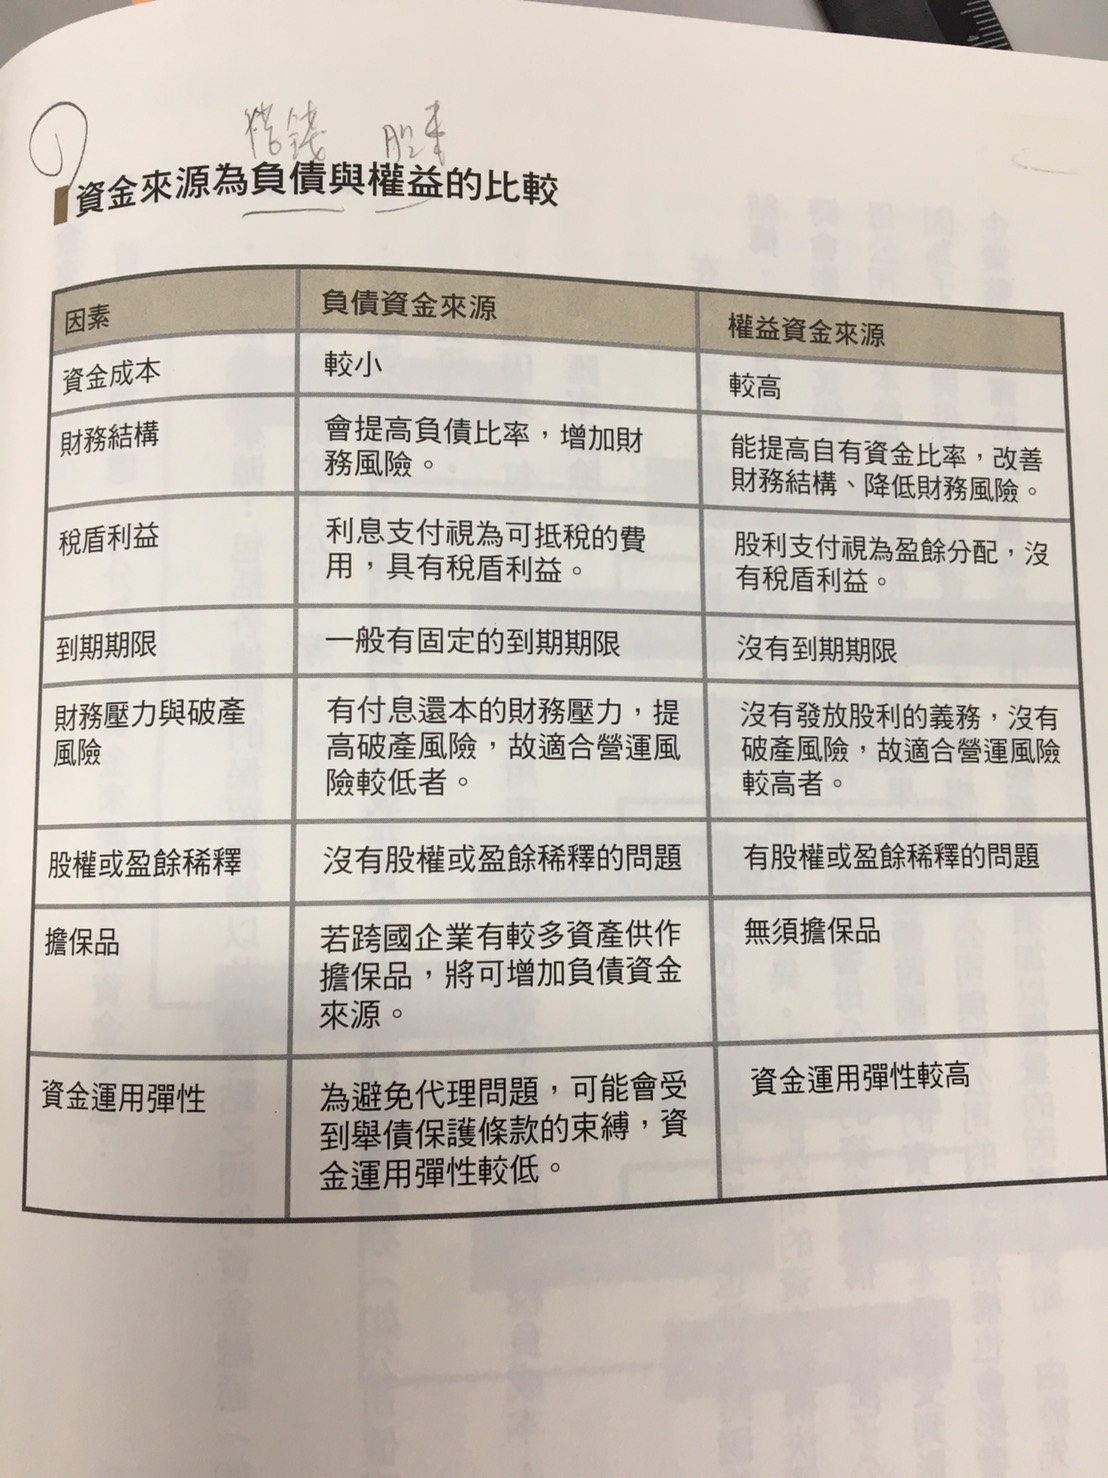 ①
借錢 股東
資金來源為負債與權益的比較
因素 負債資金來源 權益資金來源
資金成本 較小 較高
財務結構 會提高負債比率，增加財
務風險。
能提高自有資金比率，改善
財務結構、降低財務風險。
稅盾利益 利息支付視為可抵稅的費
用，具有稅盾利益。
股利支付視為盈餘分配，沒
有稅盾利益。
到期期限 一般有固定的到期期限 沒有到期期限
財務壓力與破產
風險
有付息還本的財務壓力，提
高破產風險，故適合營運風
險較低者。
沒有發放股利的義務，沒有
破產風險，故適合營運風險
較高者。
股權或盈餘稀釋 沒有股權或盈餘稀釋的問題 有股權或盈餘稀釋的問題
擔保品 若跨國企業有較多資產供作
擔保品，將可增加負債資金
來源。
無須擔保品
資金運用彈性 為避免代理問題，可能會受
到舉債保護條款的束縛，資
金運用彈性較低。
資金運用彈性較高